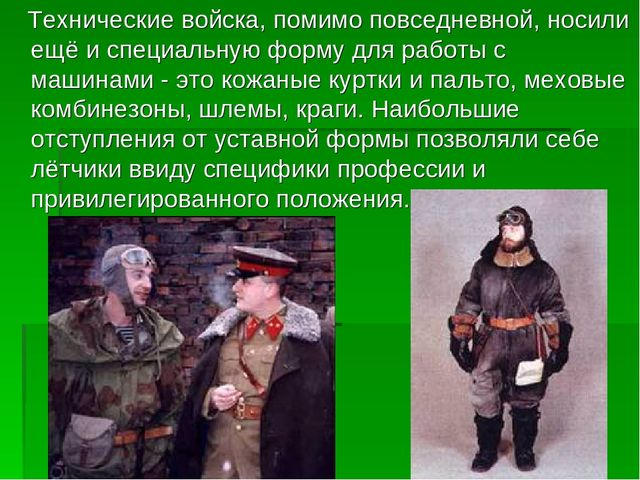 Технические войска, помимо повседневной, носили
ещё и специальную форму для работы с
машинами - это кожаные куртки и пальто, меховые
комбинезоны, шлемы, краги. Наибольшие
отступления от уставной формы позволяли себе
лётчики ввиду специфики профессии и
привилегированного положения.